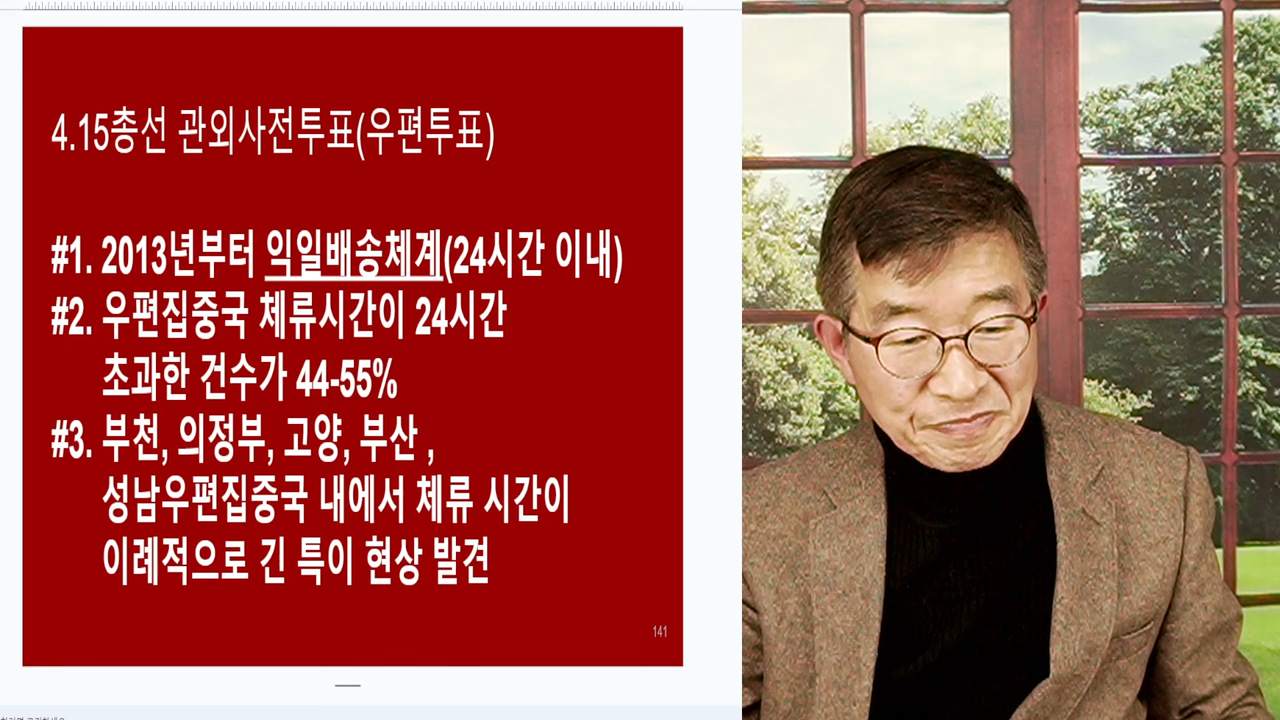 4.15총선 관외사전투표(우편투표)
#1. 2013년부터 익일배송체계(24시간 이내)
#2. 우편집중국 체류시간이 24시간
초과한 건수가 44-55%
#3. 부천, 의정부, 고양, 부산 ,
성남우편집중국 내에서 체류 시간이
이례적으로 긴 특이 현상 발견
141